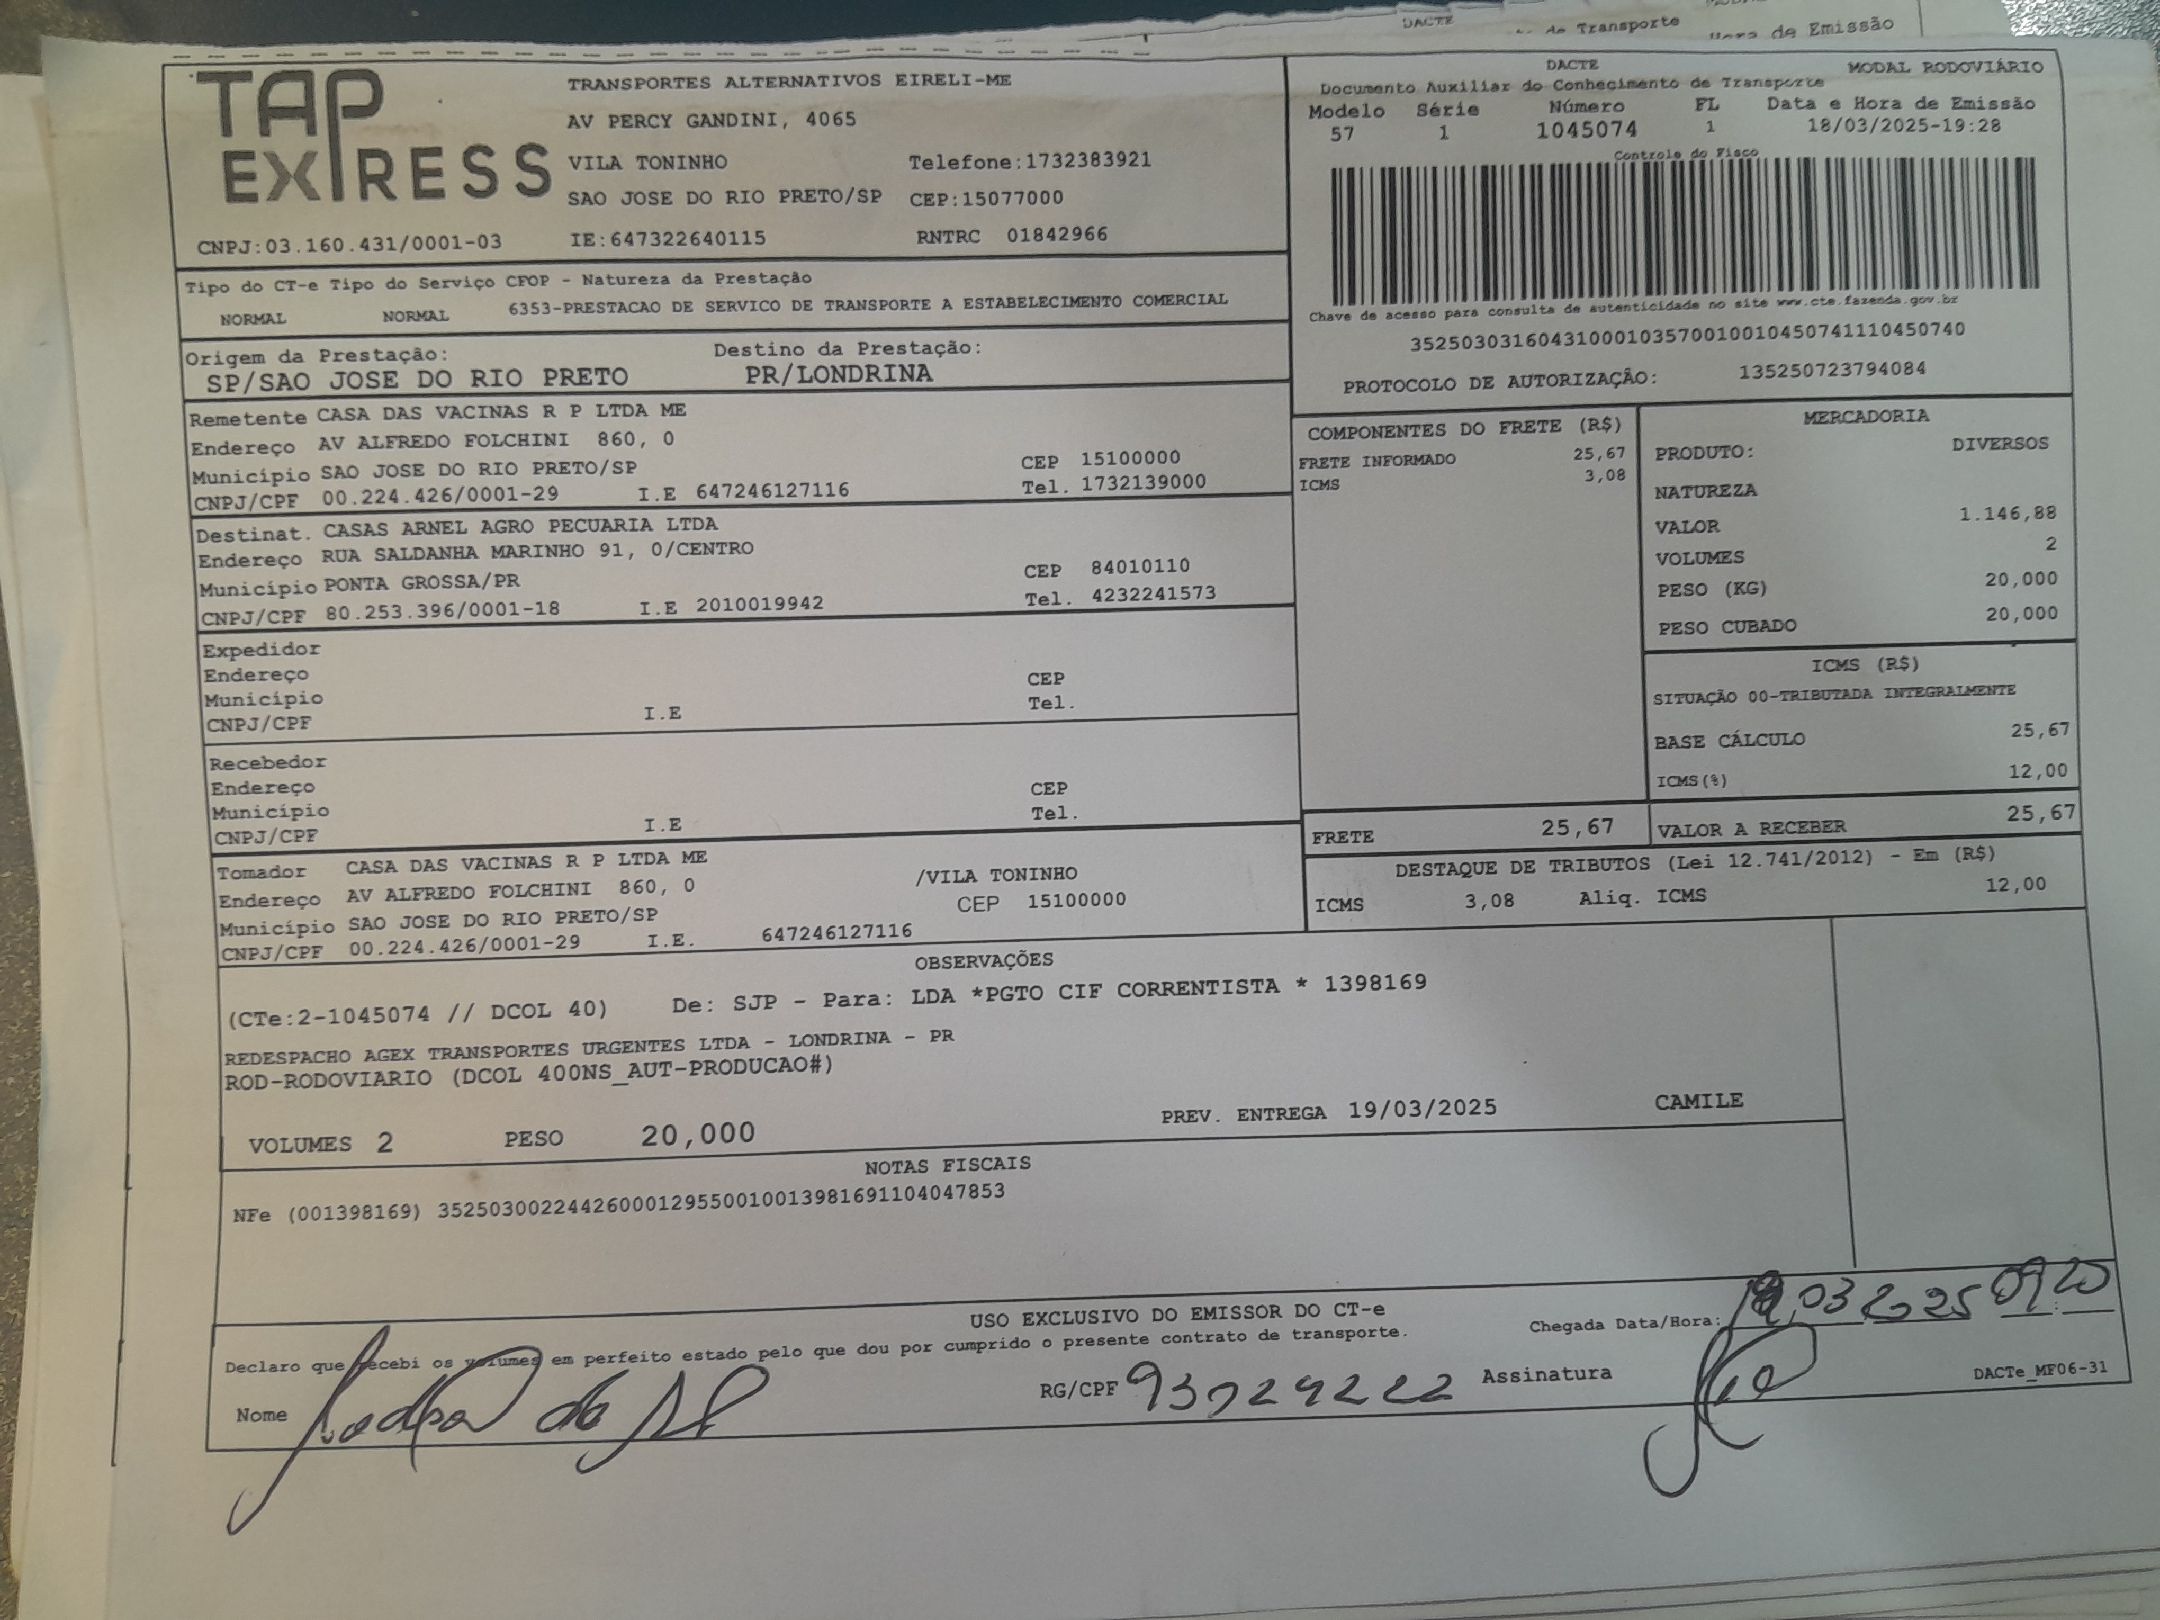 DACTE
de Transporte
Hora de Emissão
TAP EXPRESS
TRANSPORTES ALTERNATIVOS EIRELI-ME
AV PERCY GANDINI, 4065
VILA TONINHO Telefone:1732383921
SAO JOSE DO RIO PRETO/SP CEP:15077000
CNPJ:03.160.431/0001-03 IE:647322640115 RNTRC 01842966
DACTE MODAL RODOVIÁRIO
Documento Auxiliar do Conhecimento de Transporte
Modelo Série Número FL Data e Hora de Emissão
57 1 1045074 1 18/03/2025-19:28
Controle do Fisco
Chave de acesso para consulta de autenticidade no site www.cte.fazenda.gov.br
35250303160431000103570010010450741110450740
PROTOCOLO DE AUTORIZAÇÃO: 135250723794084
Tipo do CT-e Tipo do Serviço CFOP - Natureza da Prestação
NORMAL NORMAL 6353-PRESTACAO DE SERVICO DE TRANSPORTE A ESTABELECIMENTO COMERCIAL
Origem da Prestação: Destino da Prestação:
SP/SAO JOSE DO RIO PRETO PR/LONDRINA
Remetente CASA DAS VACINAS R P LTDA ME
Endereço AV ALFREDO FOLCHINI 860, 0
Município SAO JOSE DO RIO PRETO/SP CEP 15100000
CNPJ/CPF 00.224.426/0001-29 I.E 647246127116 Tel. 1732139000
Destinat. CASAS ARNEL AGRO PECUARIA LTDA
Endereço RUA SALDANHA MARINHO 91, 0/CENTRO
Município PONTA GROSSA/PR CEP 84010110
CNPJ/CPF 80.253.396/0001-18 I.E 2010019942 Tel. 4232241573
Expedidor
Endereço CEP
Município Tel.
CNPJ/CPF I.E
Recebedor
Endereço CEP
Município Tel.
CNPJ/CPF I.E
Tomador CASA DAS VACINAS R P LTDA ME
Endereço AV ALFREDO FOLCHINI 860, 0 /VILA TONINHO
Município SAO JOSE DO RIO PRETO/SP CEP 15100000
CNPJ/CPF 00.224.426/0001-29 I.E. 647246127116
COMPONENTES DO FRETE (R$)
FRETE INFORMADO 25,67
ICMS 3,08
MERCADORIA
PRODUTO: DIVERSOS
NATUREZA
VALOR 1.146,88
VOLUMES 2
PESO (KG) 20,000
PESO CUBADO 20,000
ICMS (R$)
SITUAÇÃO 00-TRIBUTADA INTEGRALMENTE
BASE CÁLCULO 25,67
ICMS(%) 12,00
FRETE 25,67 VALOR A RECEBER 25,67
DESTAQUE DE TRIBUTOS (Lei 12.741/2012) - Em (R$)
ICMS 3,08 Aliq. ICMS 12,00
OBSERVAÇÕES
(CTe:2-1045074 // DCOL 40) De: SJP - Para: LDA *PGTO CIF CORRENTISTA * 1398169
REDESPACHO AGEX TRANSPORTES URGENTES LTDA - LONDRINA - PR
ROD-RODOVIARIO (DCOL 400NS_AUT-PRODUCAO#)
VOLUMES 2 PESO 20,000 PREV. ENTREGA 19/03/2025 CAMILE
NOTAS FISCAIS
NFe (001398169) 35250300224426000129550010013981691104047853
USO EXCLUSIVO DO EMISSOR DO CT-e
Declaro que recebi os volumes em perfeito estado pelo que dou por cumprido o presente contrato de transporte.
Chegada Data/Hora: 03 2025 09:20
Nome RG/CPF Assinatura
DACTe_MF06-31